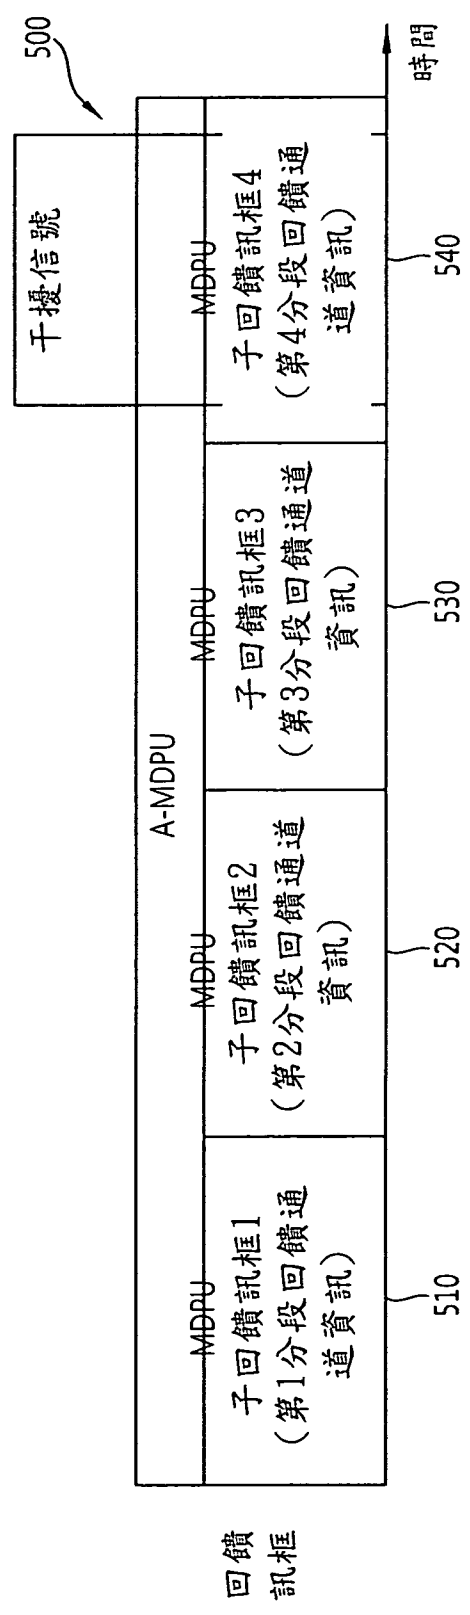 500
干擾信號
A-MDPU
MDPU
MDPU
MDPU
MDPU
回饋
訊框
子回饋訊框1
(第1分段回饋通
道資訊)
子回饋訊框2
(第2分段回饋通道
資訊)
子回饋訊框3
(第3分段回饋通道
資訊)
子回饋訊框4
(第4分段回饋通
道資訊)
時間
510
520
530
540